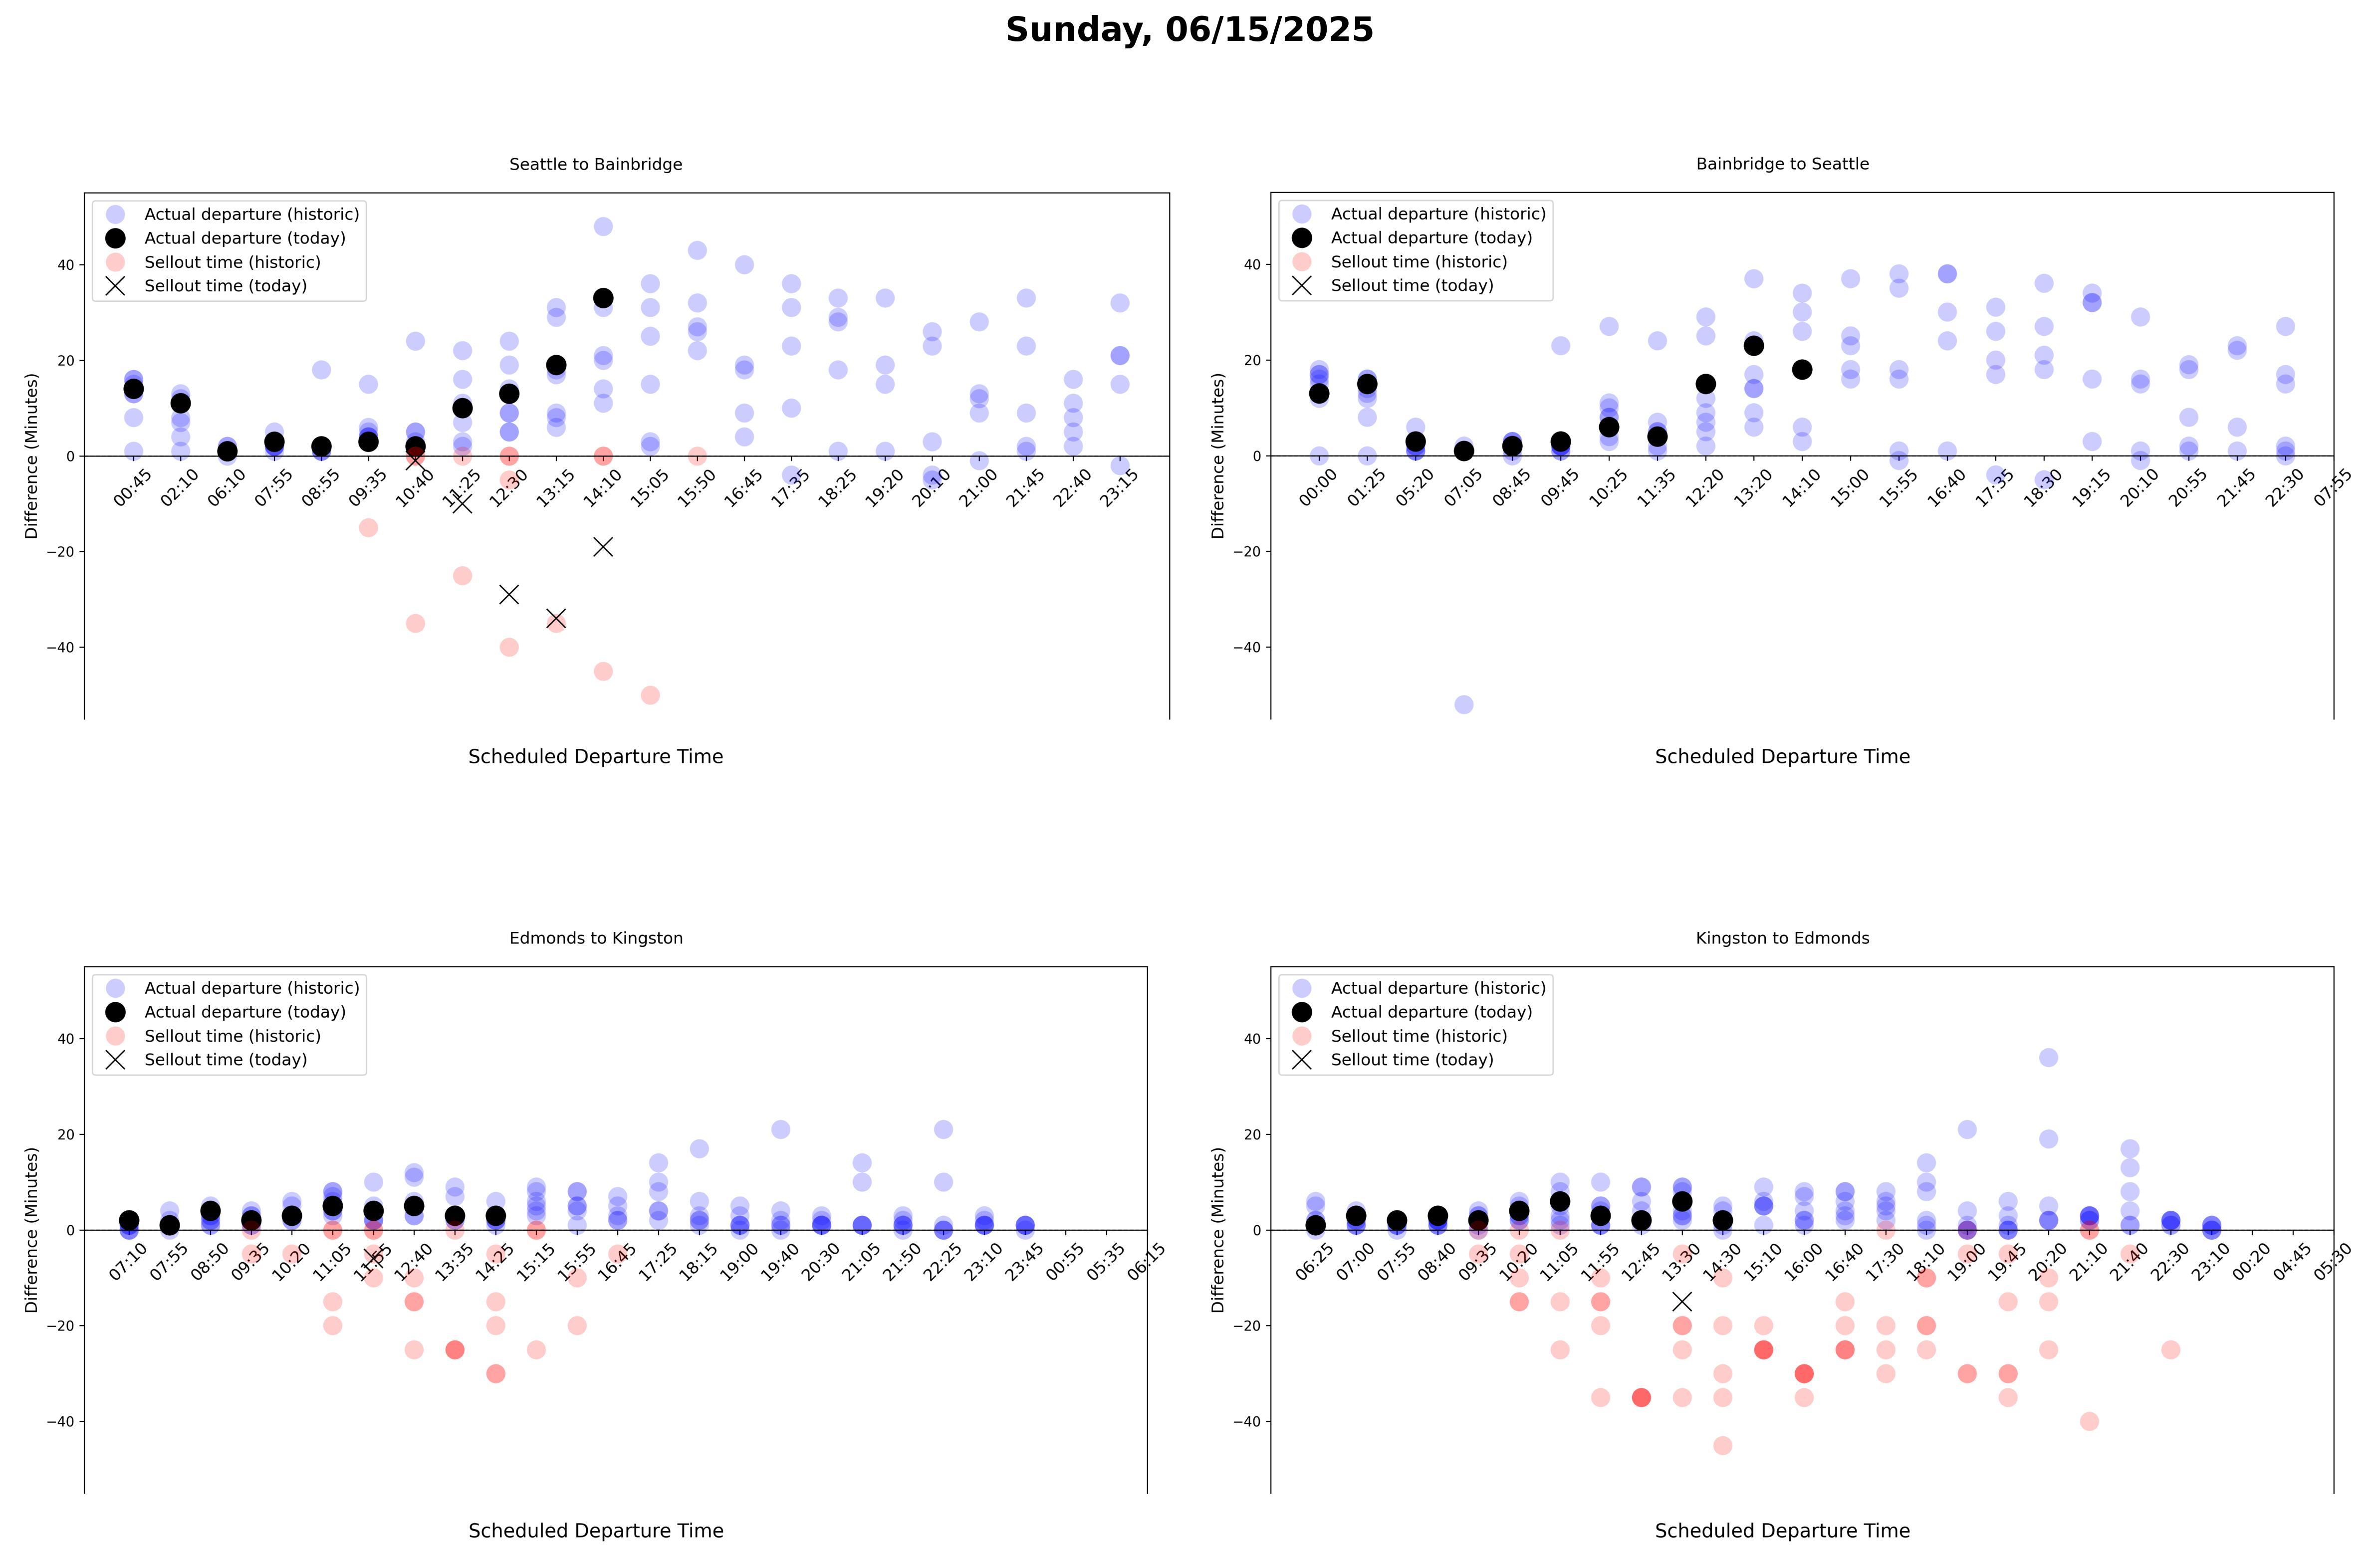 Sunday, 06/15/2025
Seattle to Bainbridge
Actual departure (historic)
Actual departure (today)
Sellout time (historic)
Sellout time (today)
40
20
0
−20
−40
Difference (Minutes)
00:45 02:10 06:10 07:55 08:55 09:35 10:40 11:25 12:30 13:15 14:10 15:05 15:50 16:45 17:35 18:25 19:20 20:10 21:00 21:45 22:40 23:15
Scheduled Departure Time
Bainbridge to Seattle
Actual departure (historic)
Actual departure (today)
Sellout time (historic)
Sellout time (today)
40
20
0
−20
−40
Difference (Minutes)
00:00 01:25 05:20 07:05 08:45 09:45 10:25 11:35 12:20 13:20 14:10 15:00 15:55 16:40 17:35 18:30 19:15 20:10 20:55 21:45 22:30 07:55
Scheduled Departure Time
Edmonds to Kingston
Actual departure (historic)
Actual departure (today)
Sellout time (historic)
Sellout time (today)
40
20
0
−20
−40
Difference (Minutes)
07:10 07:55 08:50 09:35 10:20 11:05 11:55 12:40 13:35 14:25 15:15 15:55 16:45 17:25 18:15 19:00 19:40 20:30 21:05 21:50 22:25 23:10 23:45 00:55 05:35 06:15
Scheduled Departure Time
Kingston to Edmonds
Actual departure (historic)
Actual departure (today)
Sellout time (historic)
Sellout time (today)
40
20
0
−20
−40
Difference (Minutes)
06:25 07:00 07:55 08:40 09:35 10:20 11:05 11:55 12:45 13:30 14:30 15:10 16:00 16:40 17:30 18:10 19:00 19:45 20:20 21:10 21:40 22:30 23:10 00:20 04:45 05:30
Scheduled Departure Time